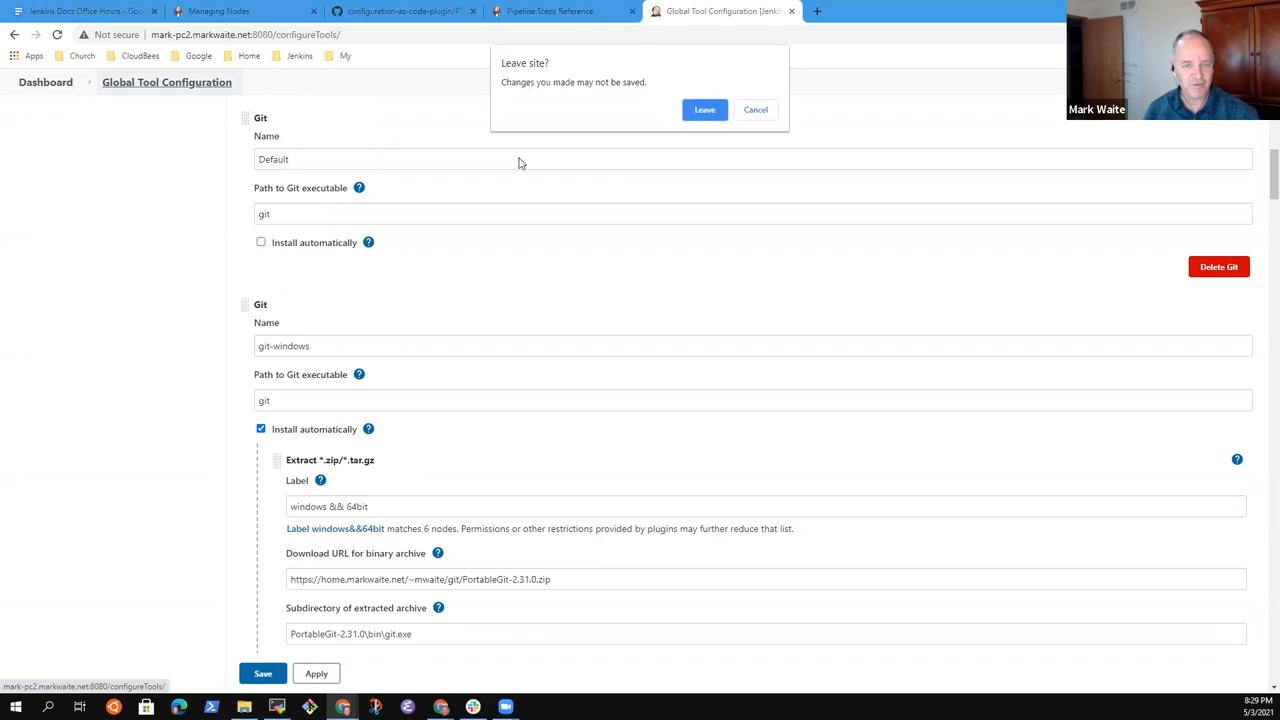 Jenkins Docs Office Hours - Goo
Managing Nodes
configuration-as-code-plugin/P
Pipeline Steps Reference
Global Tool Configuration [Jenki
Not secure
mark-pc2.markwaite.net:8080/configureTools/
Apps
Church
CloudBees
Google
Home
Jenkins
My
Dashboard
Global Tool Configuration
Leave site?
Changes you made may not be saved.
Leave
Cancel
Mark Waite
Git
Name
Default
Path to Git executable
git
Install automatically
Delete Git
Git
Name
git-windows
Path to Git executable
git
Install automatically
Extract *.zip/*.tar.gz
Label
windows && 64bit
Label windows&&64bit matches 6 nodes. Permissions or other restrictions provided by plugins may further reduce that list.
Download URL for binary archive
https://home.markwaite.net/~mwaite/git/PortableGit-2.31.0.zip
Subdirectory of extracted archive
PortableGit-2.31.0\bin\git.exe
Save
Apply
mark-pc2.markwaite.net:8080/configureTools/
8:29 PM
5/3/2021